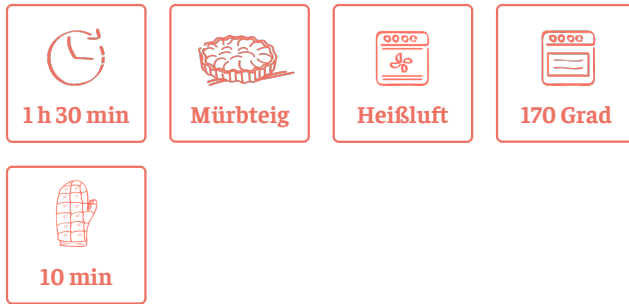 1 h 30 min
Mürbteig
Heißluft
170 Grad
10 min